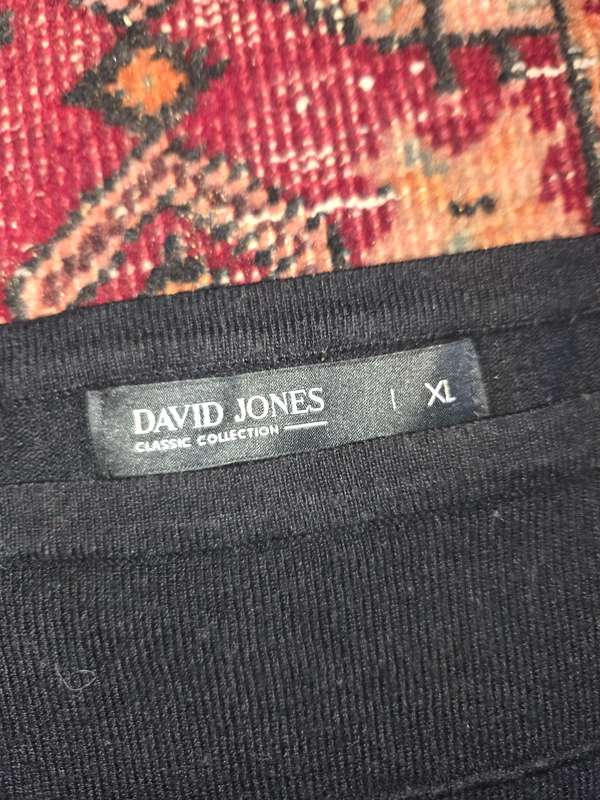 DAVID JONES
CLASSIC COLLECTION
| XL